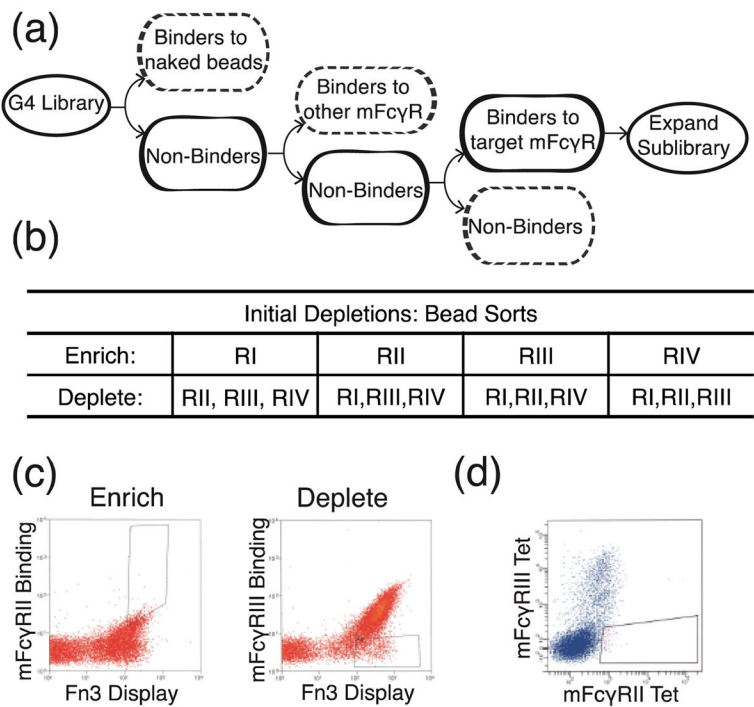 (a)
Binders to
naked beads
G4 Library
Non-Binders
Binders to
other mFcγR
Non-Binders
Binders to
target mFcγR
Non-Binders
Expand
Sublibrary
(b)
Initial Depletions: Bead Sorts
Enrich: RI RII RIII RIV
Deplete: RII, RIII, RIV RI,RIII,RIV RI,RII,RIV RI,RII,RIII
(c)
Enrich
mFcγRII Binding
Fn3 Display
Deplete
mFcγRIII Binding
Fn3 Display
(d)
mFcγRIII Tet
mFcγRII Tet